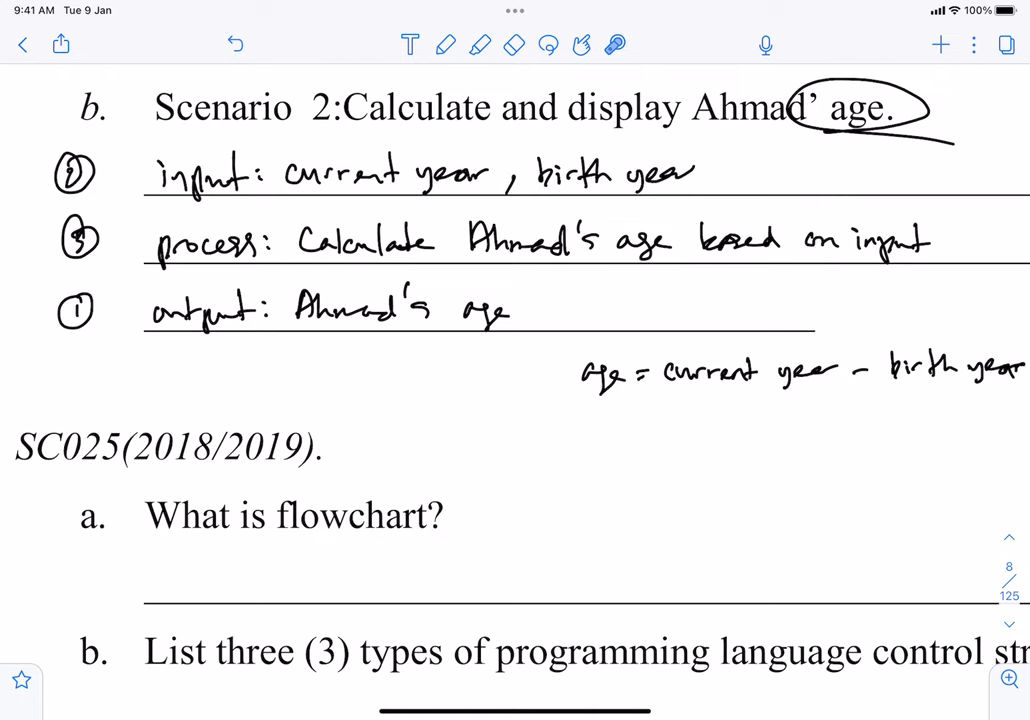 9:41 AM Tue 9 Jan 100%
b. Scenario 2:Calculate and display Ahmad’ age.
② input: current year, birth year
③ process: Calculate Ahmad's age based on input
① output: Ahmad's age
age = current year - birth year
SC025(2018/2019).
a. What is flowchart?
8
/
125
b. List three (3) types of programming language control str